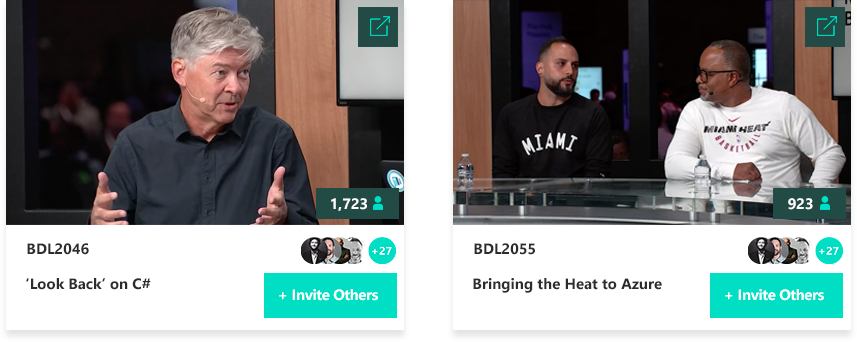 1,723
BDL2046
+27
'Look Back' on C#
+ Invite Others
MIAMI
MIAMI HEAT
BASKETBALL
923
BDL2055
+27
Bringing the Heat to Azure
+ Invite Others